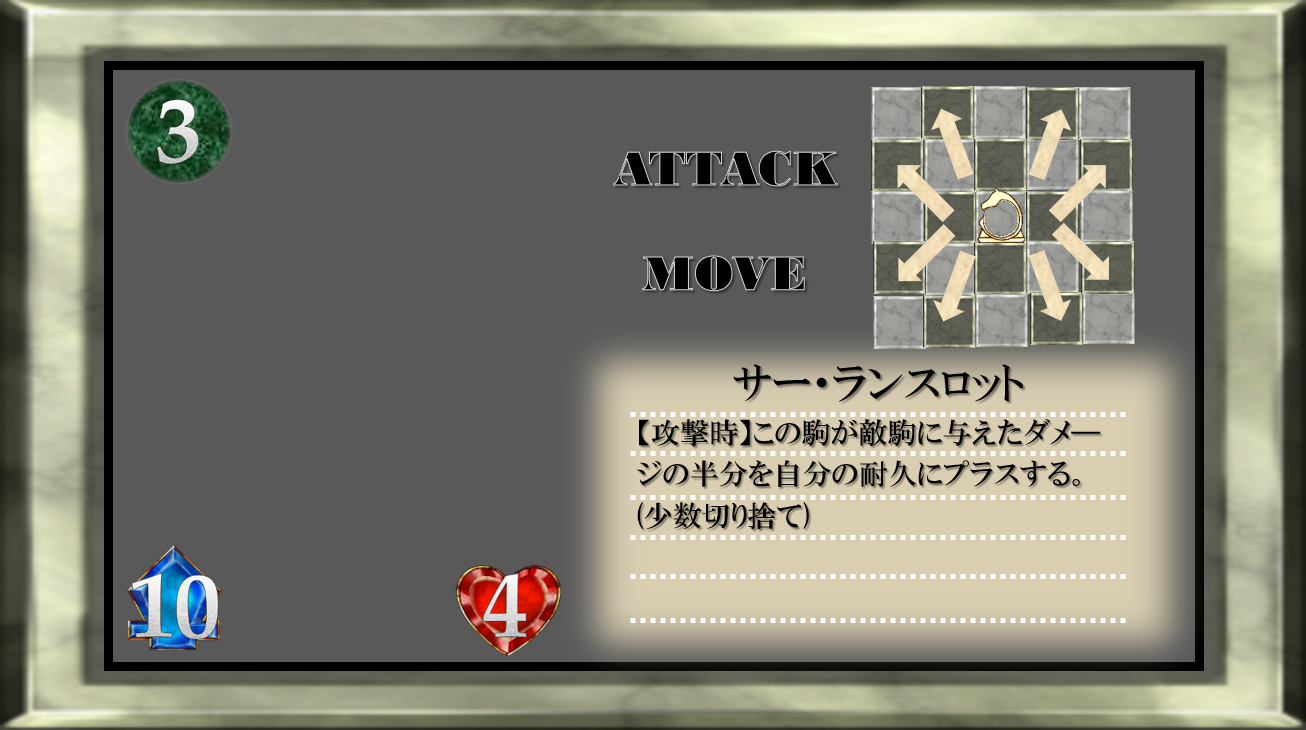 3
ATTACK
MOVE
サー・ランスロット
【攻撃時】この駒が敵駒に与えたダメー
ジの半分を自分の耐久にプラスする。
(少数切り捨て)
10
4